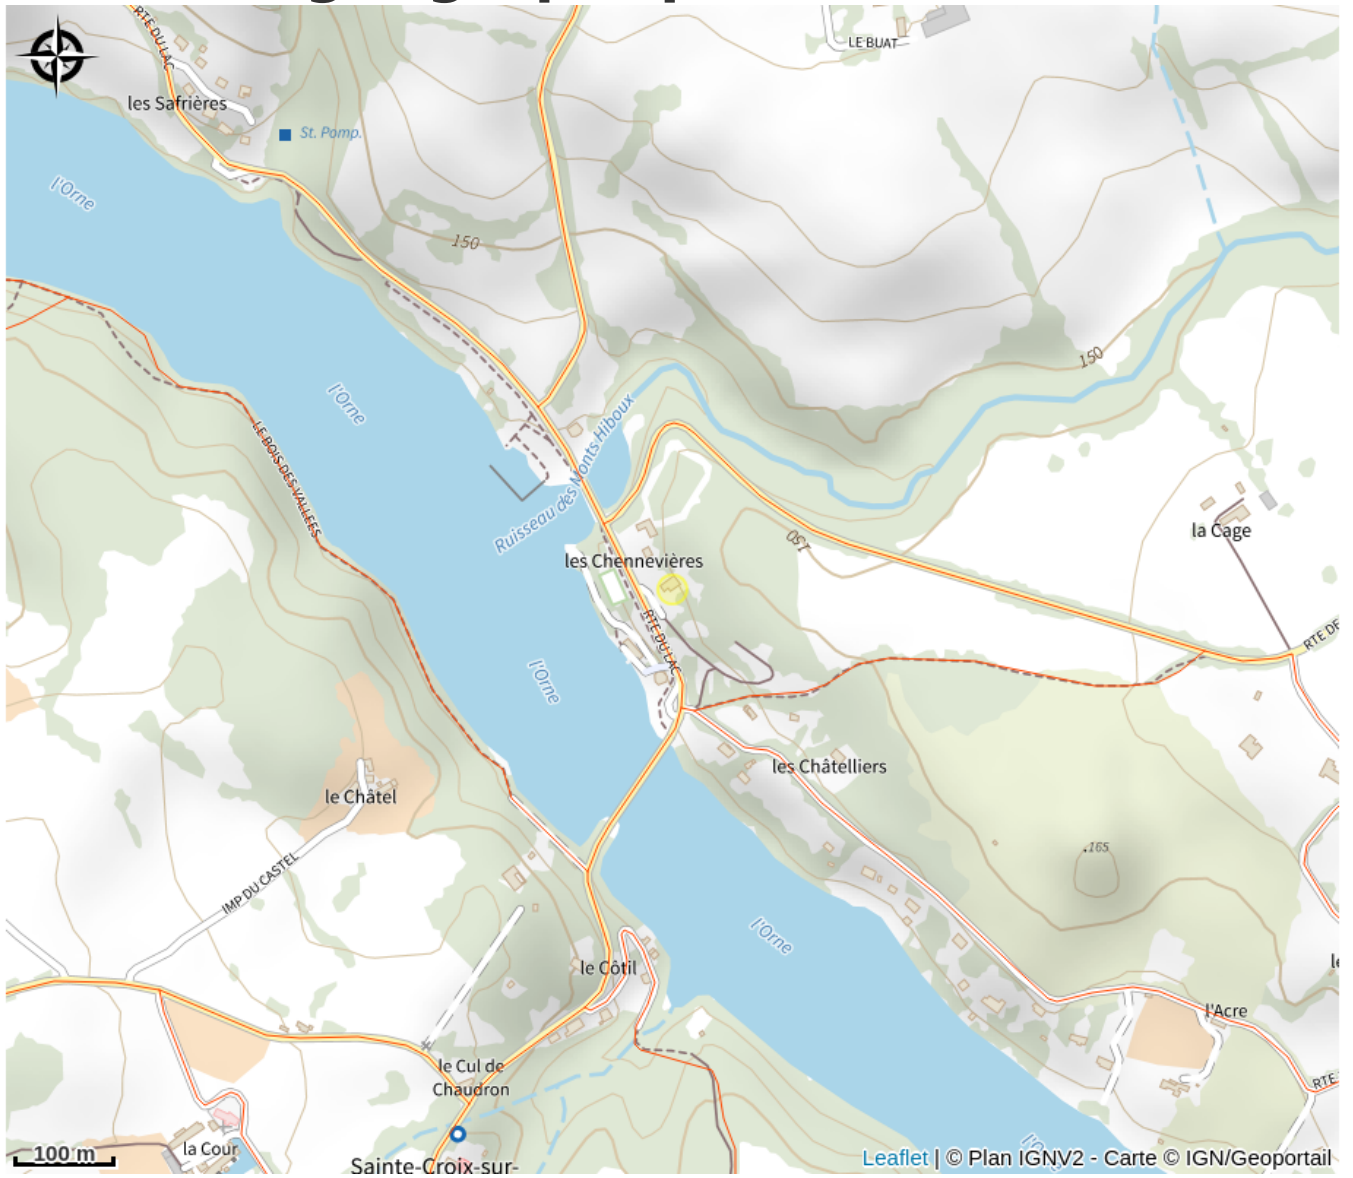 RTE DU LAC
LE BUAT
les Safrières
St. Pomp.
l'Orne
150
150
l'Orne
LE BOIS DES VALLEES
Ruisseau des Monts Hiboux
150
la Cage
les Chennevières
RTE DU LAC
RTE DE
l'Orne
les Châtelliers
le Châtel
.165
IMP DU CASTEL
l'Orne
le Côtil
l'Acre
le Cul de
Chaudron
RTE
la Cour
100 m
Sainte-Croix-sur-
Leaflet | © Plan IGNV2 - Carte © IGN/Geoportail